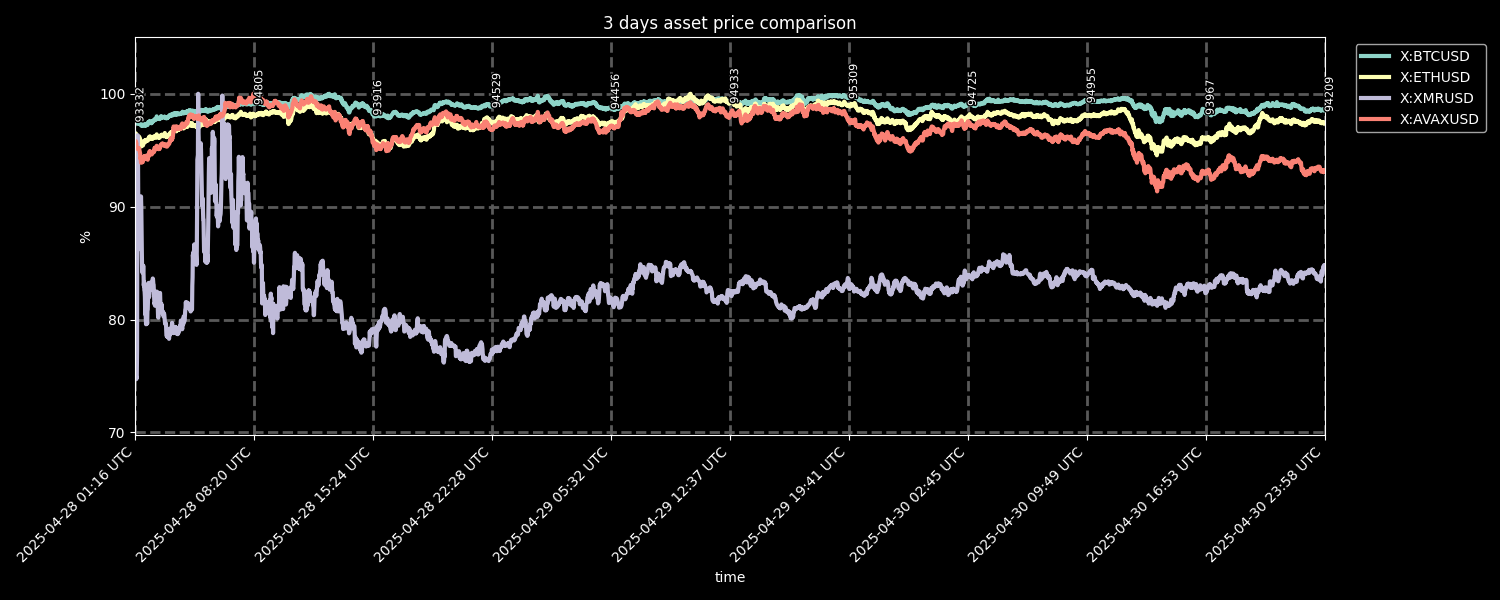 3 days asset price comparison
X:BTCUSD
X:ETHUSD
X:XMRUSD
X:AVAXUSD
100
90
80
70
%
93332
94805
93916
94529
94456
94933
95309
94725
94955
93967
94209
2025-04-28 01:16 UTC
2025-04-28 08:20 UTC
2025-04-28 15:24 UTC
2025-04-28 22:28 UTC
2025-04-29 05:32 UTC
2025-04-29 12:37 UTC
2025-04-29 19:41 UTC
2025-04-30 02:45 UTC
2025-04-30 09:49 UTC
2025-04-30 16:53 UTC
2025-04-30 23:58 UTC
time